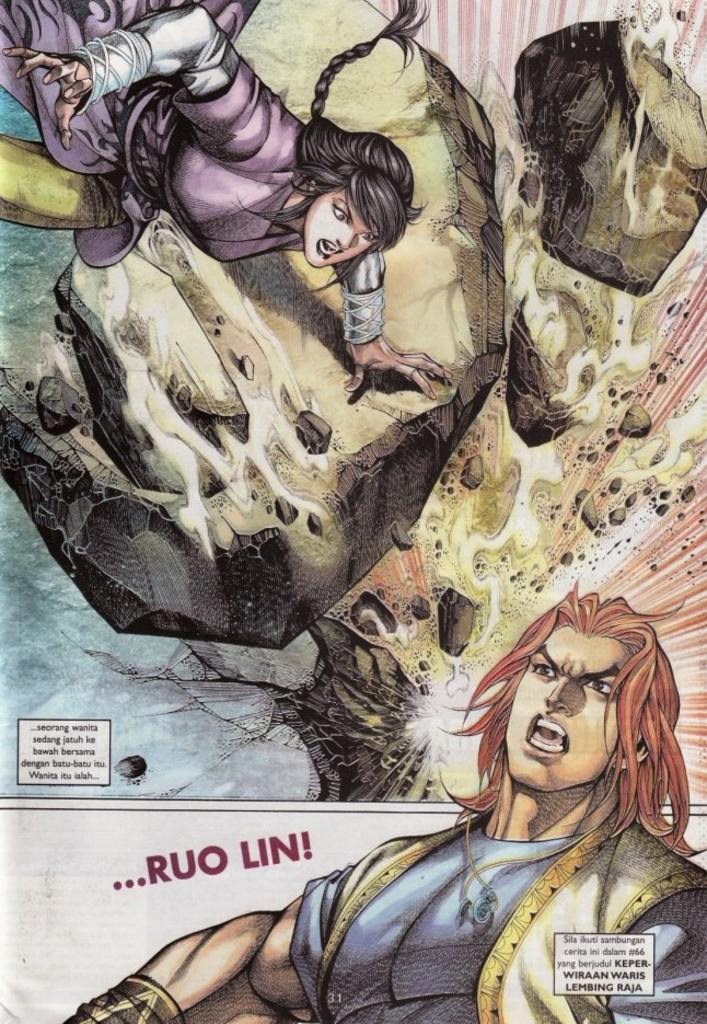 ...seorang wanita
sedang jatuh ke
bawah bersama
dengan batu-batu itu.
Wanita itu ialah...
...RUO LIN!
Sila ikuti sambungan
cerita ini dalam #66
yang berjudul KEPER-
WIRAAN WARIS
LEMBING RAJA
31